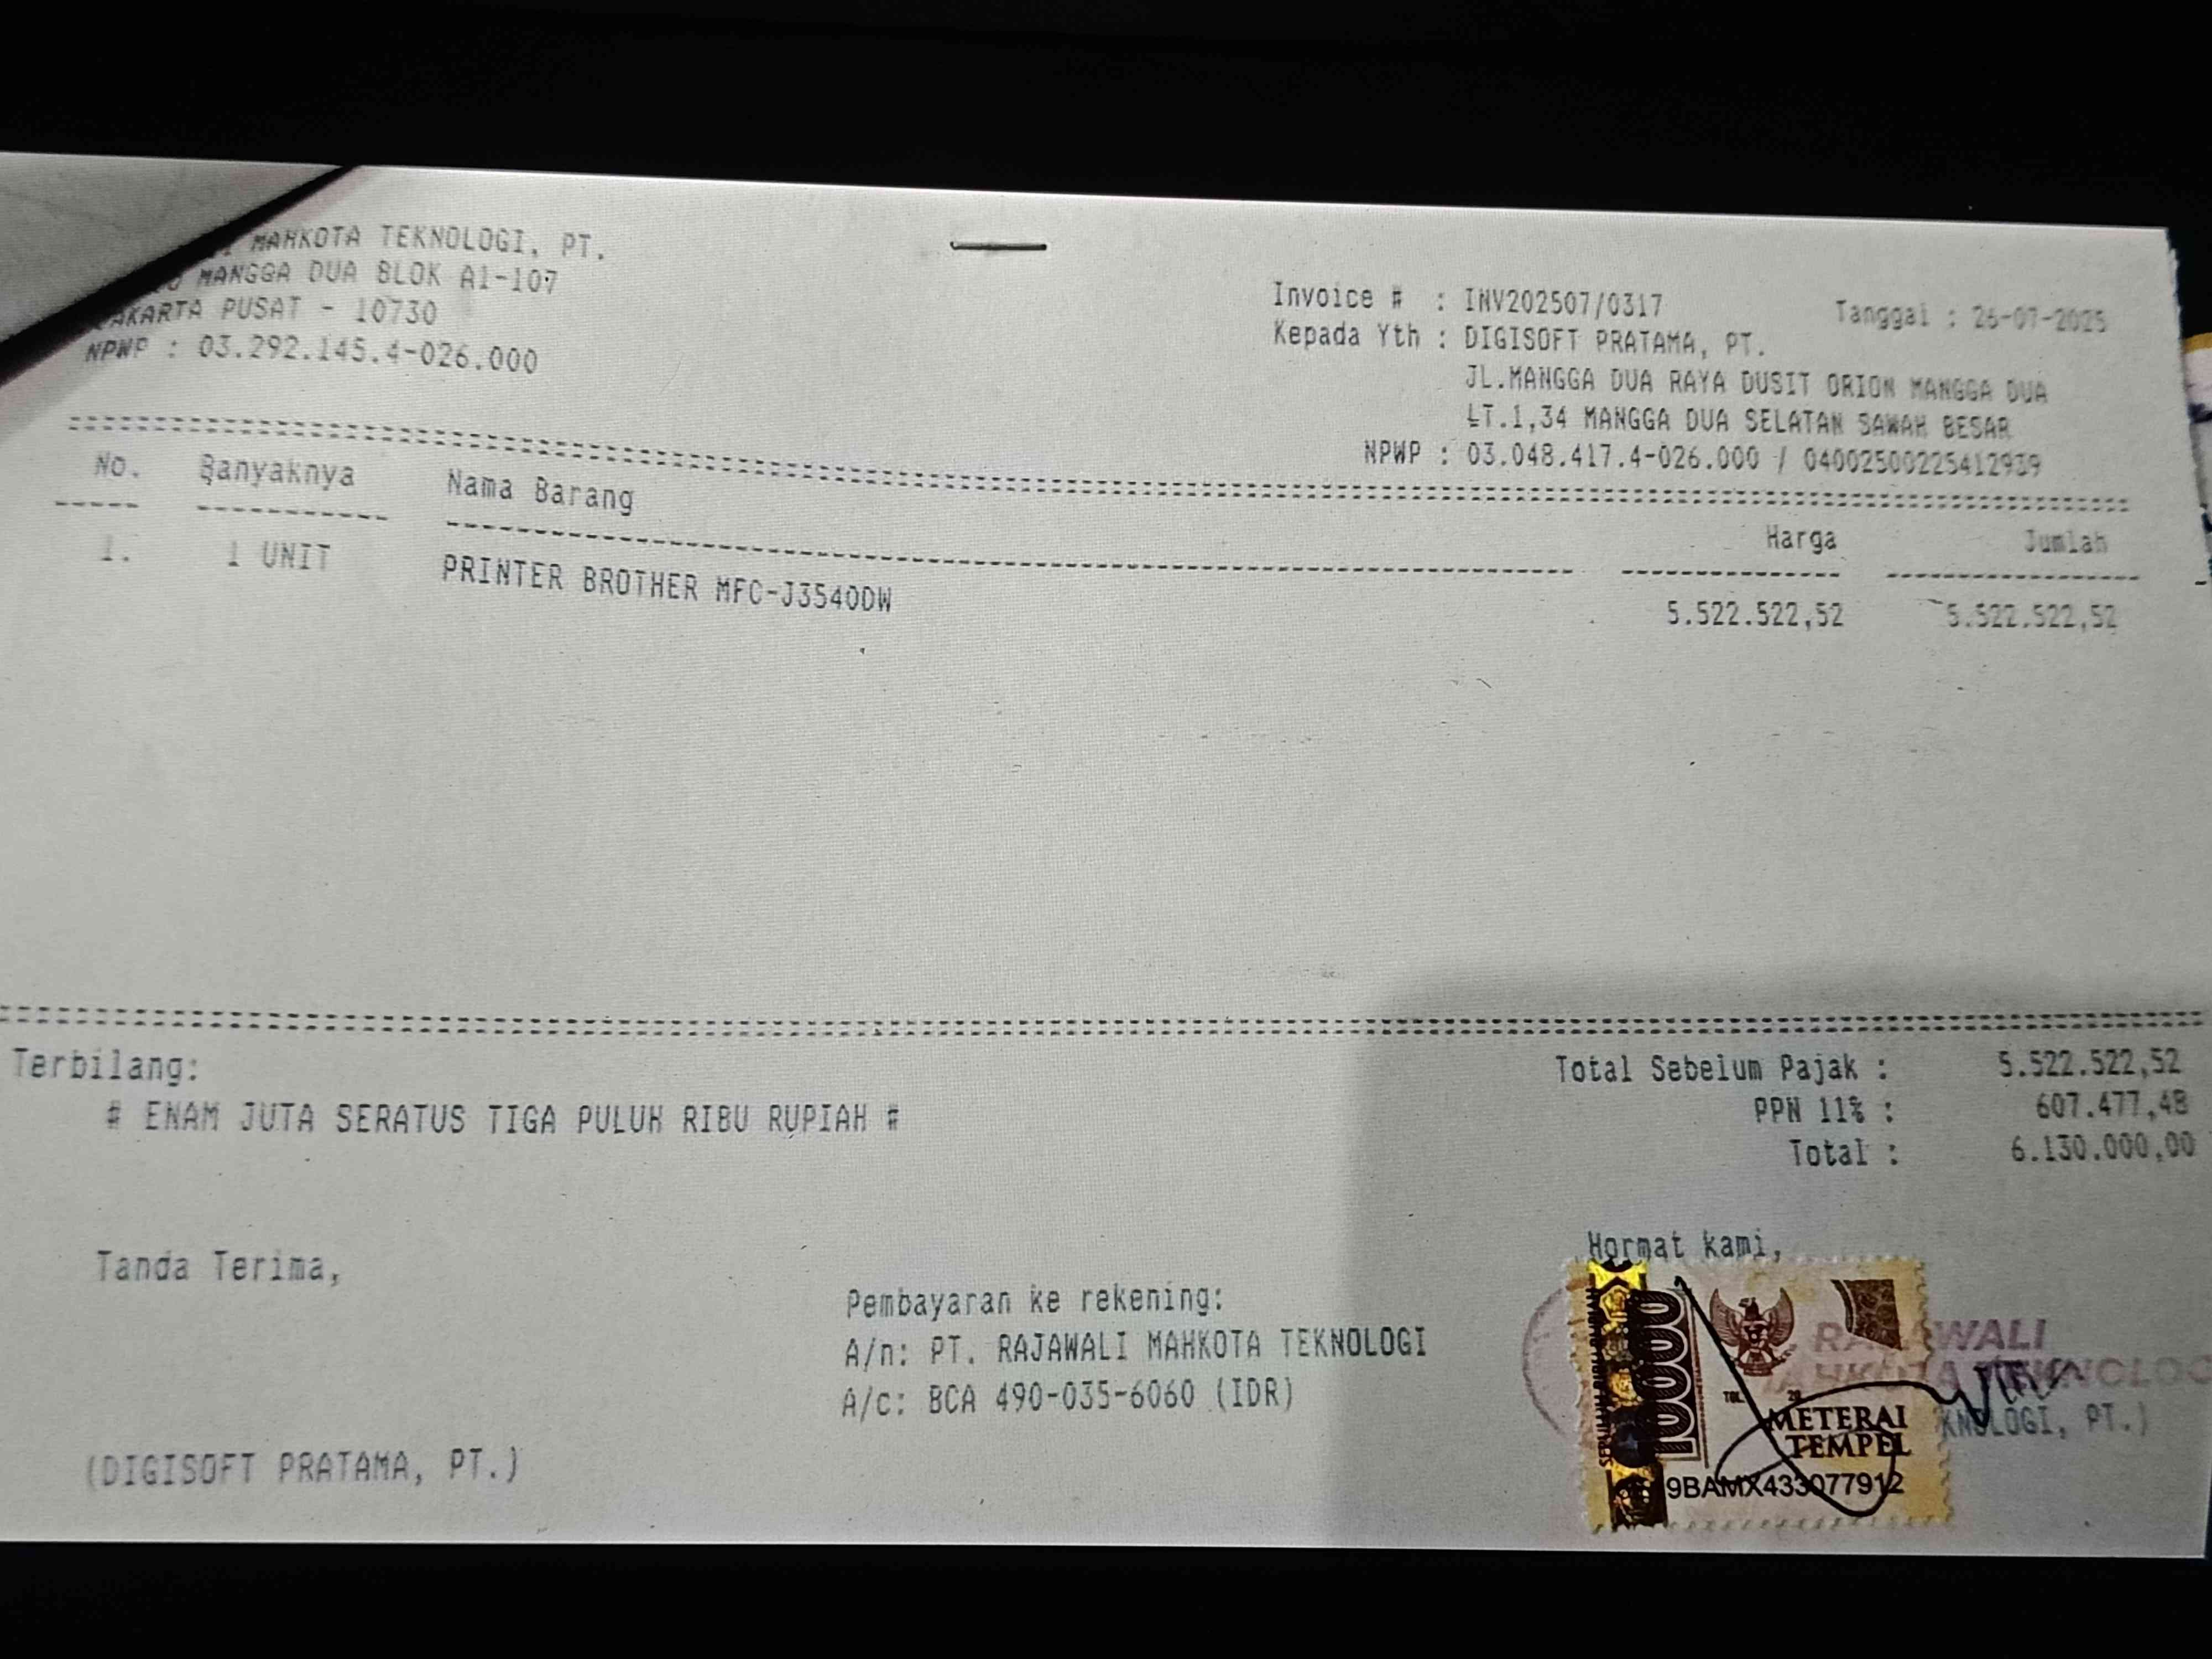 MAHKOTA TEKNOLOGI, PT.
MANGGA DUA BLOK A1-107
JAKARTA PUSAT - 10730
NPWP : 03.292.145.4-026.000
Invoice # : INV202507/0317 Tanggal : 26-07-2025
Kepada Yth : DIGISOFT PRATAMA, PT.
JL.MANGGA DUA RAYA DUSIT ORION MANGGA DUA
LT.1,34 MANGGA DUA SELATAN SAWAH BESAR
NPWP : 03.048.417.4-026.000 / 04002500225412939
No. Banyaknya Nama Barang Harga Jumlah
1. 1 UNIT PRINTER BROTHER MFC-J3540DW 5.522.522,52 5.522.522,52
Terbilang:
# ENAM JUTA SERATUS TIGA PULUH RIBU RUPIAH #
Total Sebelum Pajak : 5.522.522,52
PPN 11% : 607.477,48
Total : 6.130.000,00
Tanda Terima,
(DIGISOFT PRATAMA, PT.)
Pembayaran ke rekening:
A/n: PT. RAJAWALI MAHKOTA TEKNOLOGI
A/c: BCA 490-035-6060 (IDR)
Hormat kami,
10000
TGL. 20
METERAI
TEMPEL
9BAMX433077912
RAJAWALI
KNOLOGI, PT.)